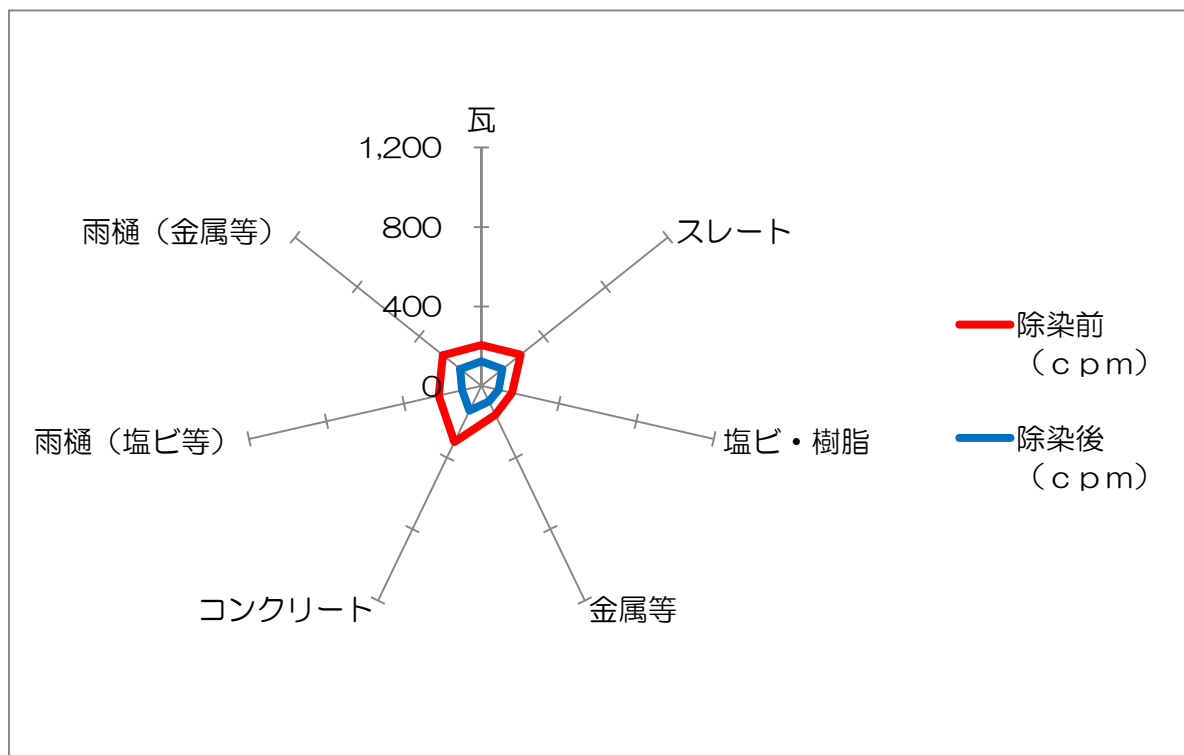 瓦
1,200
800
400
0
スレート
塩ビ・樹脂
金属等
コンクリート
雨樋（塩ビ等）
雨樋（金属等）
除染前
（ｃｐｍ）
除染後
（ｃｐｍ）